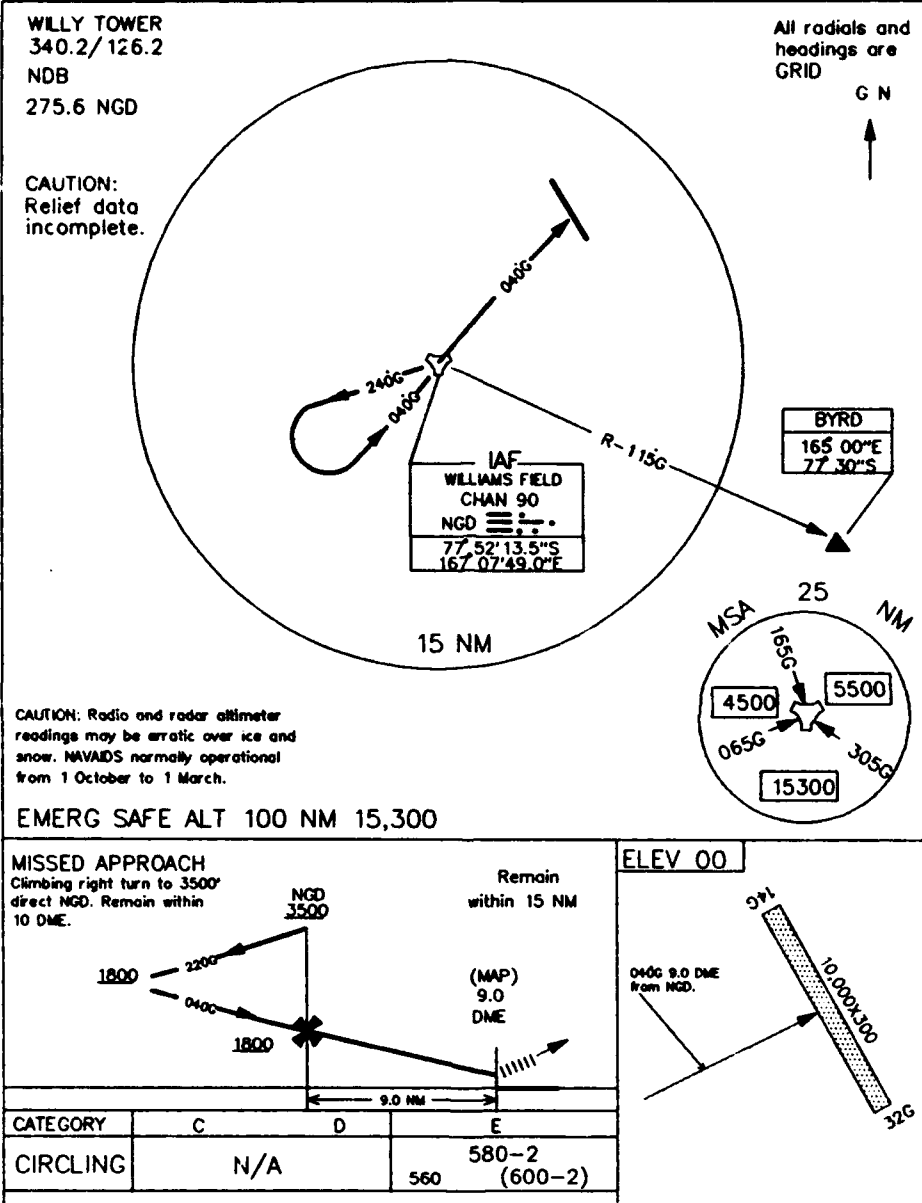 WILLY TOWER
340.2/126.2
NDB
275.6 NGD
All radials and
headings are
GRID
G N
CAUTION:
Relief data
incomplete.
040°G
240°G
040°G
R-115°G
BYRD
165° 00"E
77° 30"S
IAF
WILLIAMS FIELD
CHAN 90
NGD
77° 52'13.5"S
167° 07'49.0"E
15 NM
MSA 25 NM
165G
4500
5500
065G
305G
15300
CAUTION: Radio and radar altimeter
readings may be erratic over ice and
snow. NAVAIDS normally operational
from 1 October to 1 March.
EMERG SAFE ALT 100 NM 15,300
MISSED APPROACH
Climbing right turn to 3500'
direct NGD. Remain within
10 DME.
NGD
3500
Remain
within 15 NM
1800
220G
040G
1800
(MAP)
9.0
DME
9.0 NM
ELEV 00
14G
040°G 9.0 DME
from NGD.
10,000X300
32G
CATEGORY C D E
CIRCLING N/A 560 580-2 (600-2)